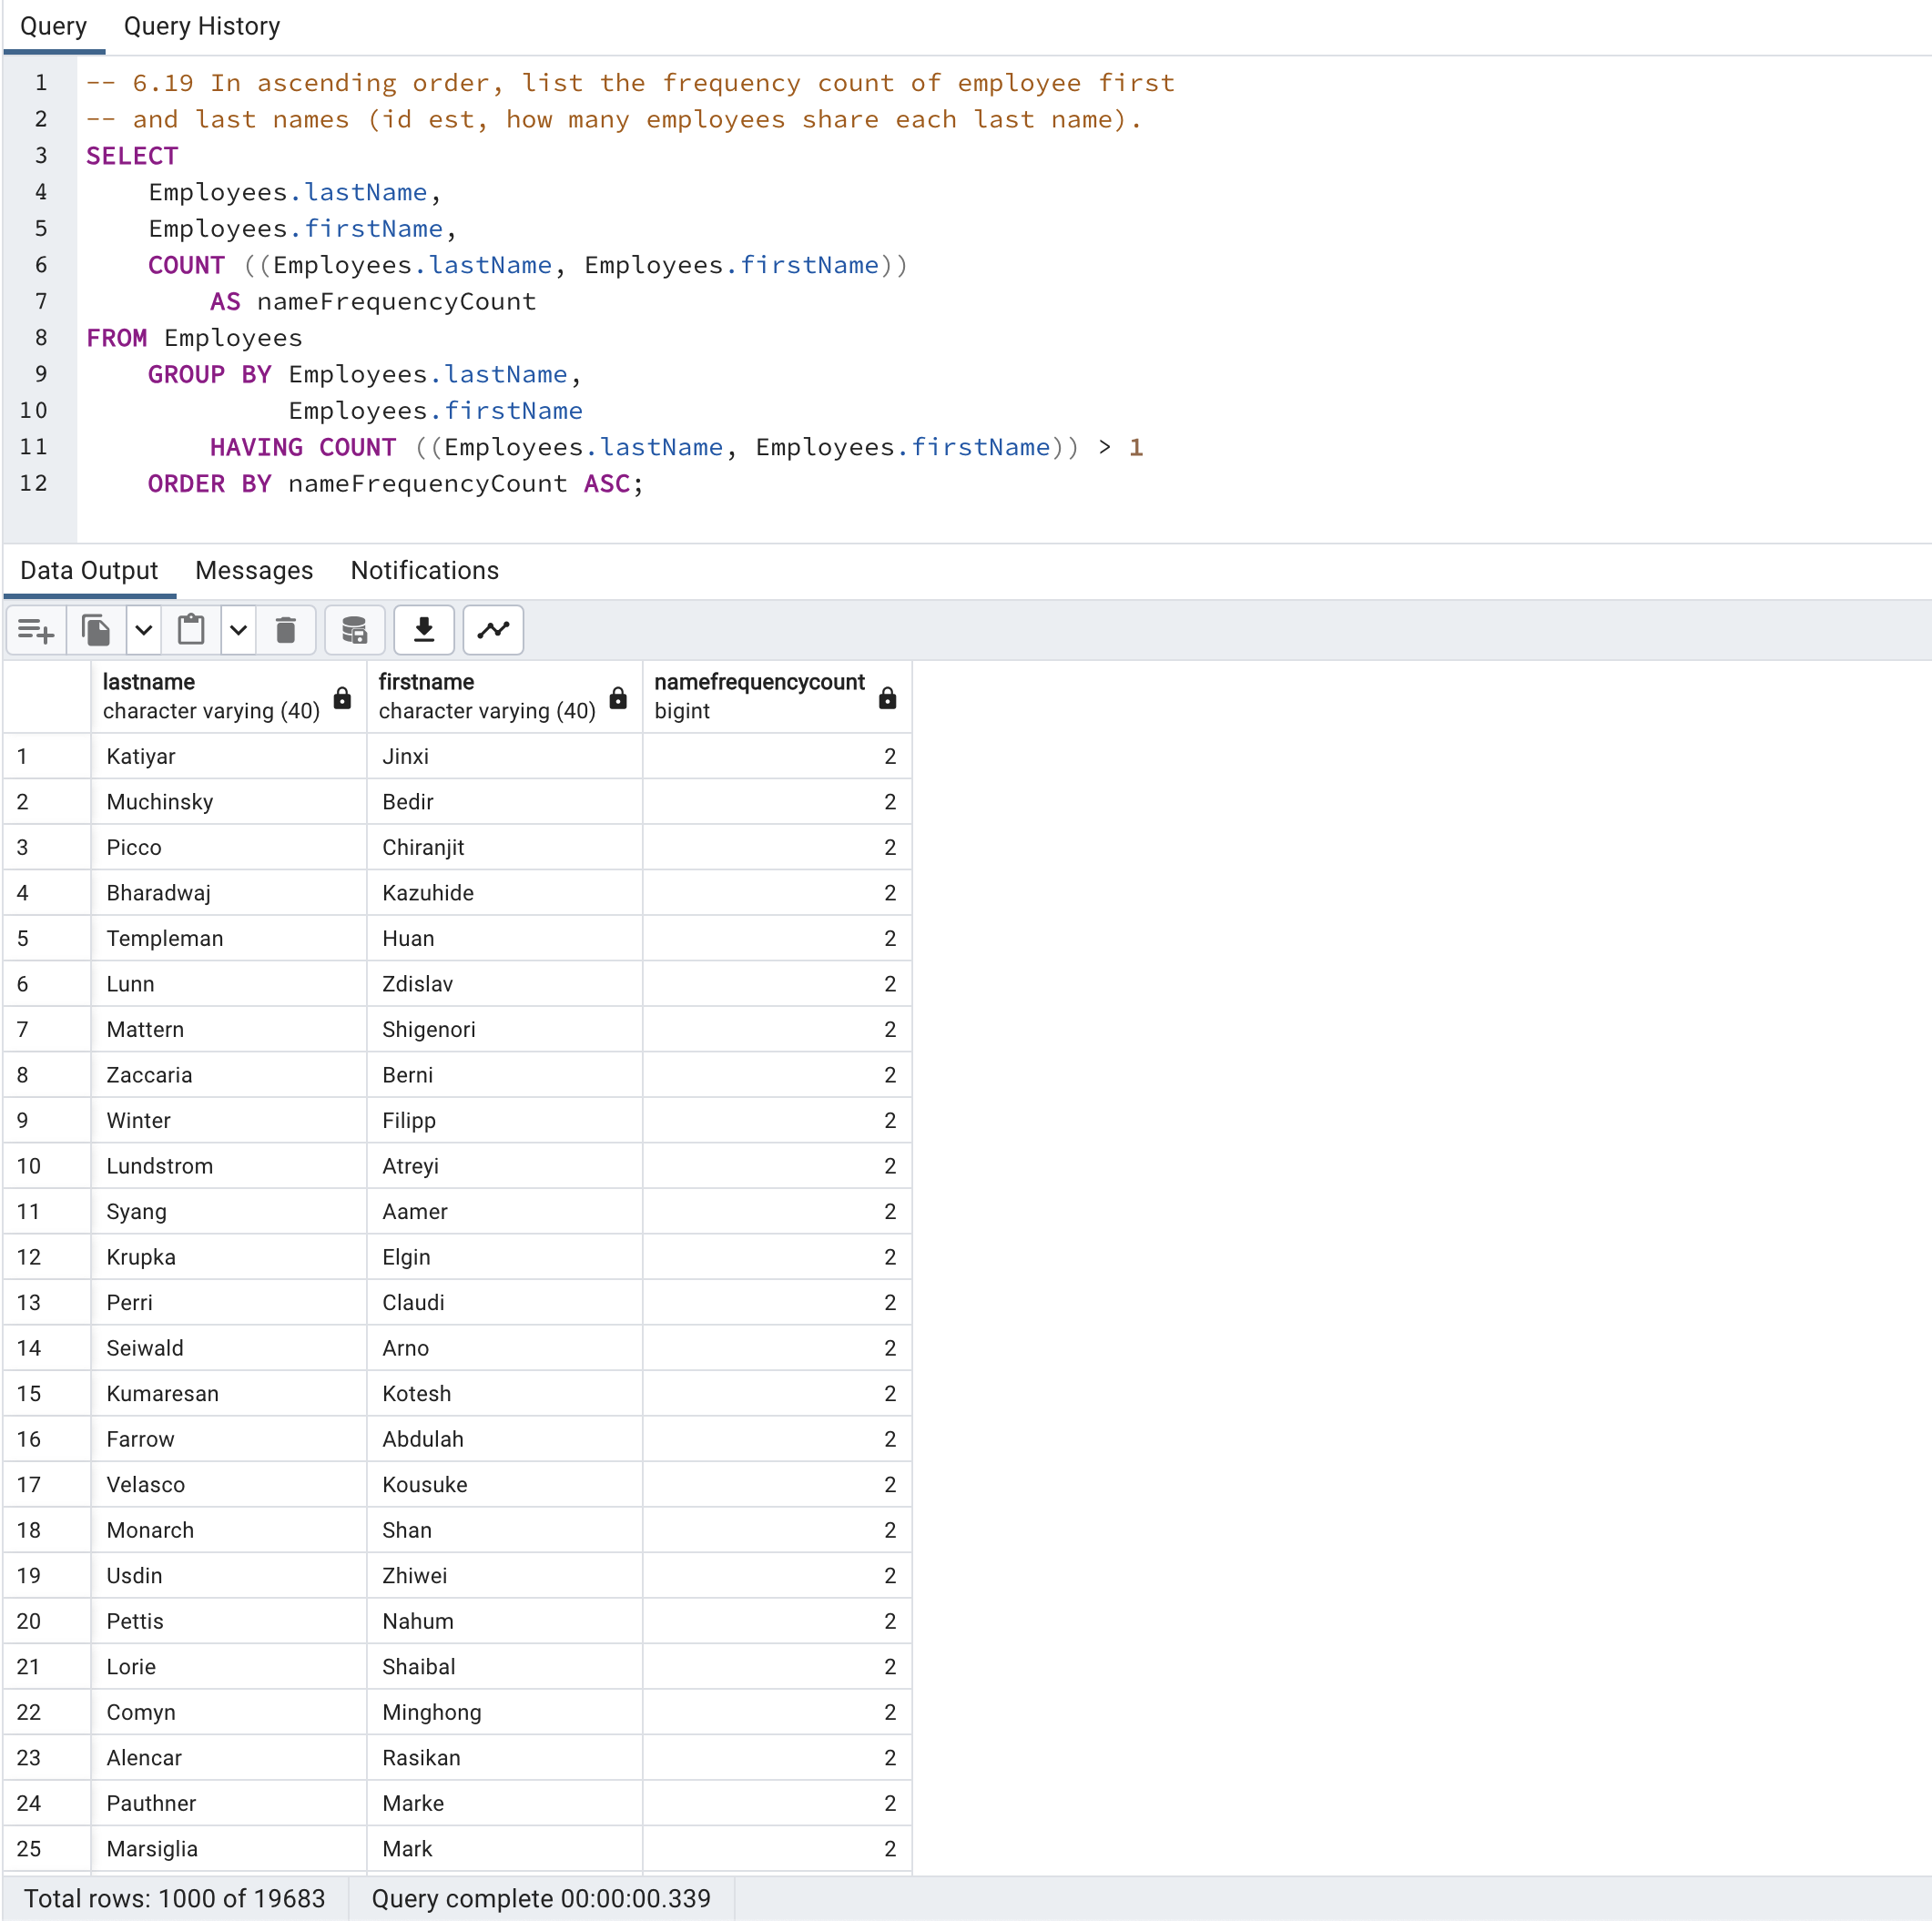 Query Query History
1 -- 6.19 In ascending order, list the frequency count of employee first
2 -- and last names (id est, how many employees share each last name).
3 SELECT
4 Employees.lastName,
5 Employees.firstName,
6 COUNT ((Employees.lastName, Employees.firstName))
7 AS nameFrequencyCount
8 FROM Employees
9 GROUP BY Employees.lastName,
10 Employees.firstName
11 HAVING COUNT ((Employees.lastName, Employees.firstName)) > 1
12 ORDER BY nameFrequencyCount ASC;
Data Output Messages Notifications
lastname firstname namefrequencycount
character varying (40) character varying (40) bigint
1 Katiyar Jinxi 2
2 Muchinsky Bedir 2
3 Picco Chiranjit 2
4 Bharadwaj Kazuhide 2
5 Templeman Huan 2
6 Lunn Zdislav 2
7 Mattern Shigenori 2
8 Zaccaria Berni 2
9 Winter Filipp 2
10 Lundstrom Atreyi 2
11 Syang Aamer 2
12 Krupka Elgin 2
13 Perri Claudi 2
14 Seiwald Arno 2
15 Kumaresan Kotesh 2
16 Farrow Abdulah 2
17 Velasco Kousuke 2
18 Monarch Shan 2
19 Usdin Zhiwei 2
20 Pettis Nahum 2
21 Lorie Shaibal 2
22 Comyn Minghong 2
23 Alencar Rasikan 2
24 Pauthner Marke 2
25 Marsiglia Mark 2
Total rows: 1000 of 19683 Query complete 00:00:00.339